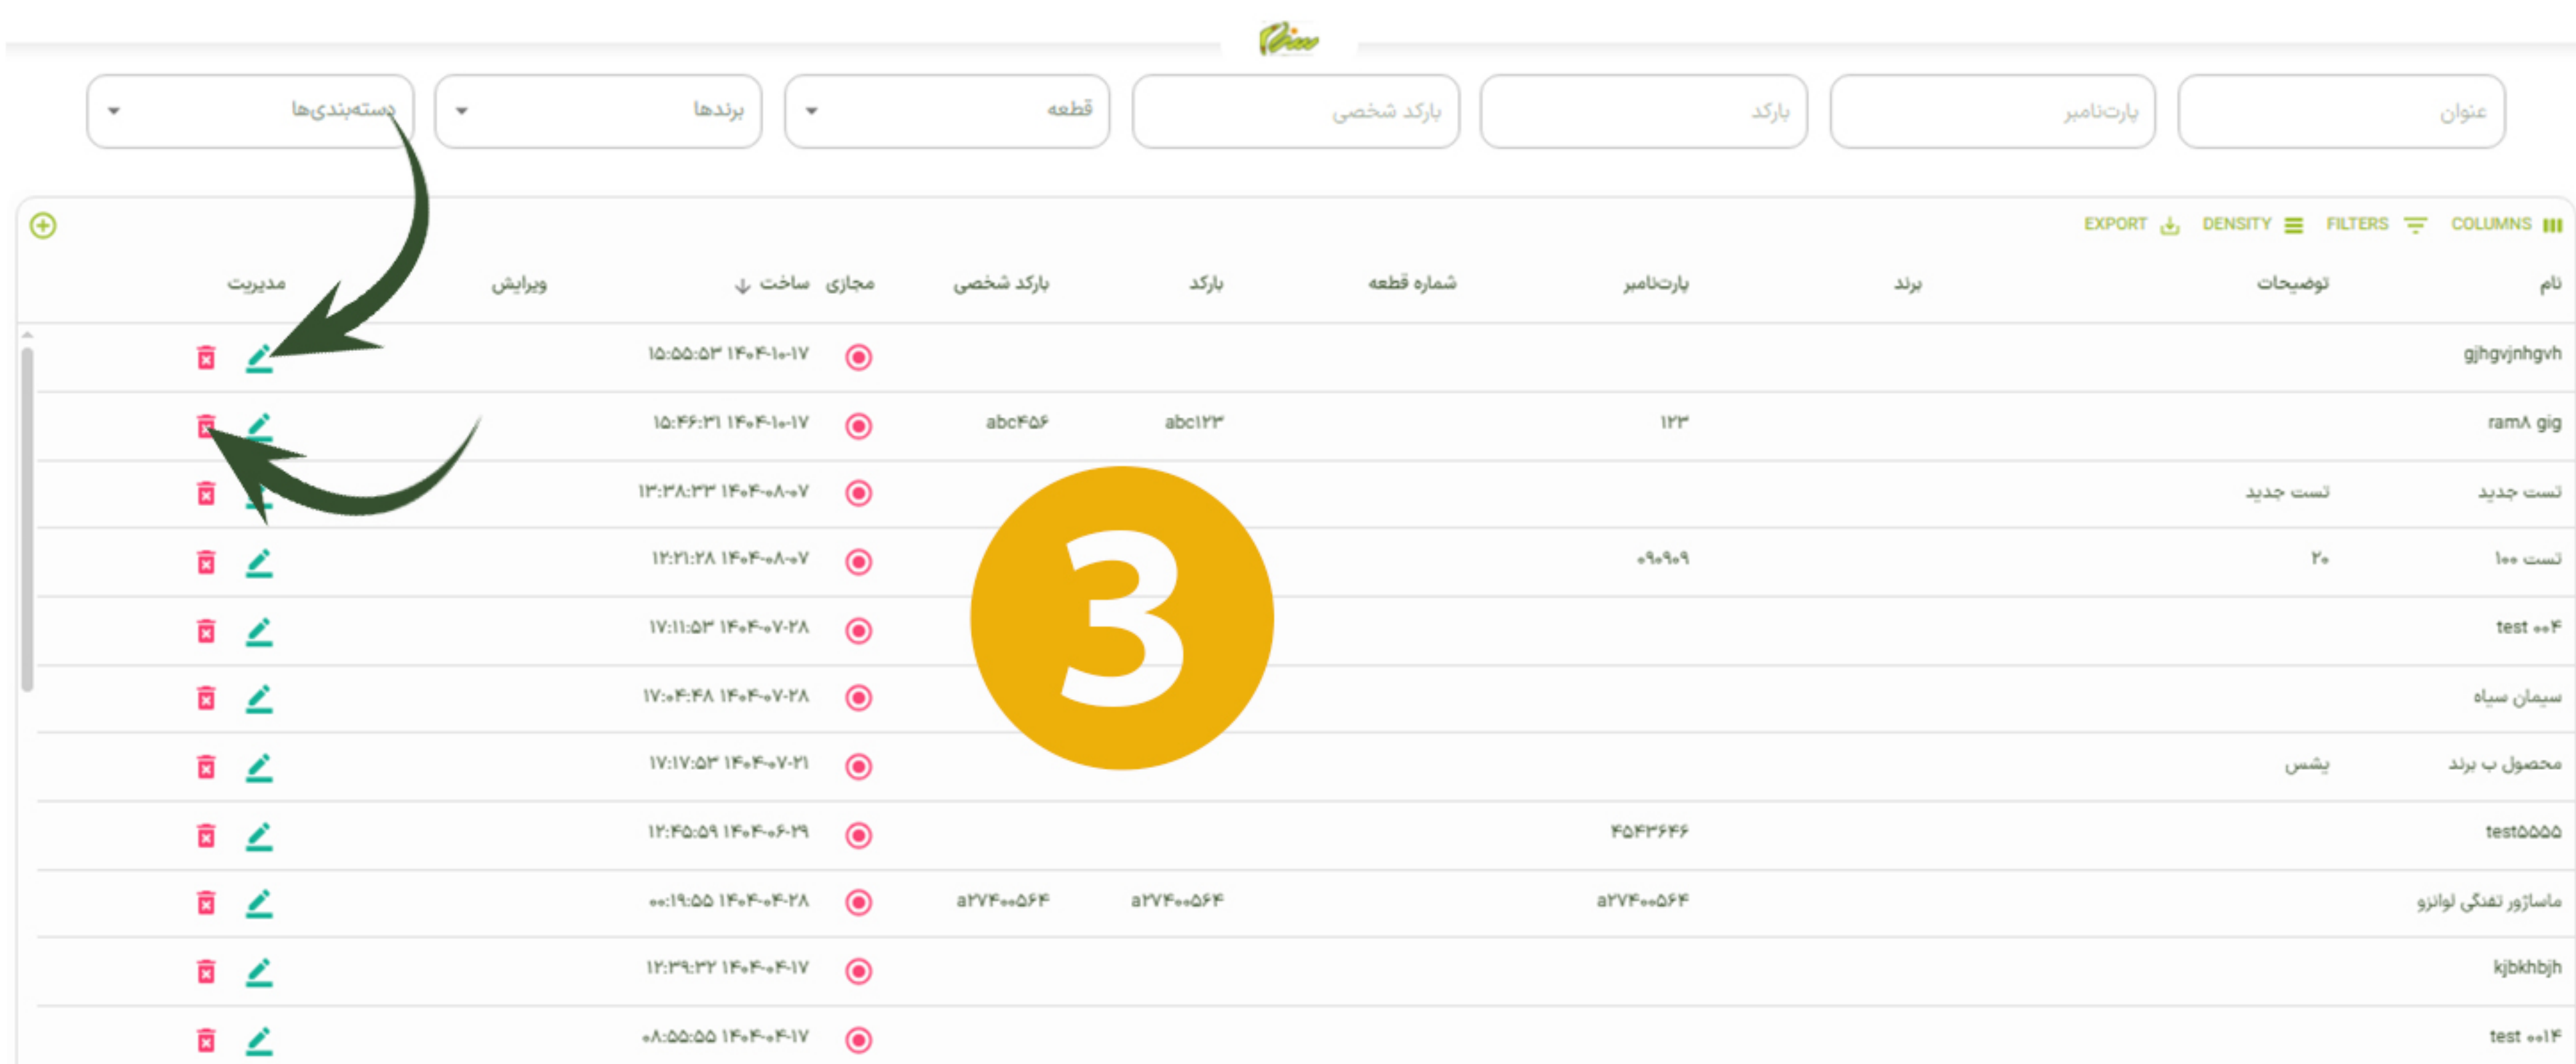 عنوان پارت‌نامبر بارکد بارکد شخصی قطعه برندها دسته‌بندی‌ها
COLUMNS FILTERS DENSITY EXPORT
نام توضیحات برند پارت‌نامبر شماره قطعه بارکد بارکد شخصی مجازی ساخت ویرایش مدیریت
gjhgvjnhgvh ۱۵:۵۵:۵۳ ۱۴۰۴-۱۰-۱۷
ram۸ gig ۱۲۳ abc۱۲۳ abc۴۵۶ ۱۵:۴۶:۳۱ ۱۴۰۴-۱۰-۱۷
تست جدید تست جدید ۱۳:۳۸:۳۳ ۱۴۰۴-۰۸-۰۷
تست ۱۰۰ ۲۰ ۰۹۰۹۰۹ ۱۲:۲۱:۲۸ ۱۴۰۴-۰۸-۰۷
test ۰۰۴ ۱۷:۱۱:۵۳ ۱۴۰۴-۰۷-۲۸
3
سیمان سیاه ۱۷:۰۴:۴۸ ۱۴۰۴-۰۷-۲۸
محصول ب برند یشس ۱۷:۱۷:۵۳ ۱۴۰۴-۰۷-۲۱
test۵۵۵۵ ۴۵۴۳۶۴۶ ۱۲:۴۵:۵۹ ۱۴۰۴-۰۶-۲۹
ماساژور تفنگی لوانزو a۲۷۴۰۰۵۶۴ a۲۷۴۰۰۵۶۴ a۲۷۴۰۰۵۶۴ ۰۰:۱۹:۵۵ ۱۴۰۴-۰۴-۲۸
kjbkhbjh ۱۲:۳۹:۳۲ ۱۴۰۴-۰۴-۱۷
test ۰۰۱۴ ۰۸:۵۵:۵۵ ۱۴۰۴-۰۴-۱۷